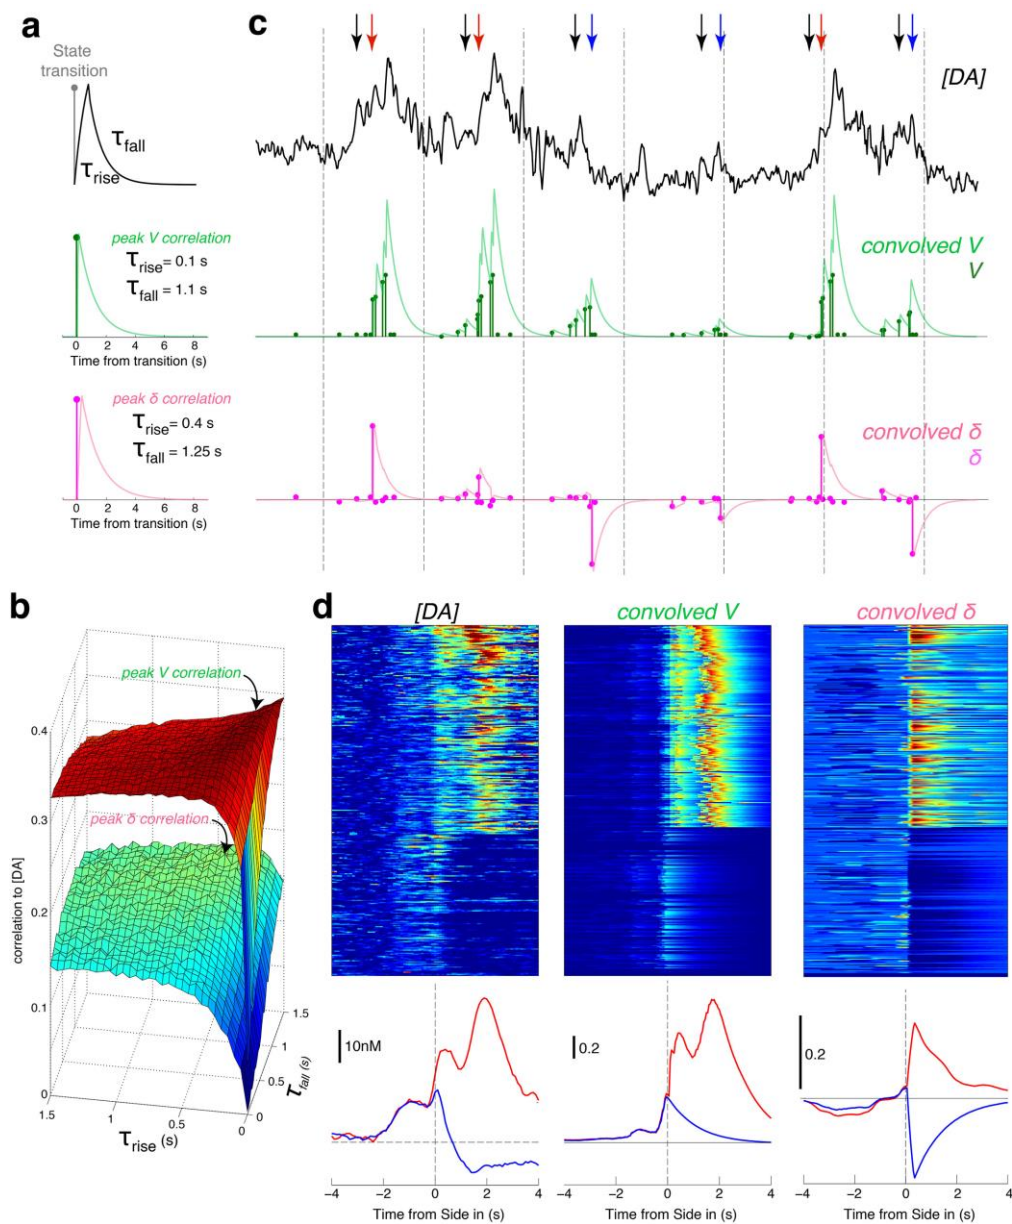 a
State
transition
τfall
τrise
peak V correlation
τrise= 0.1 s
τfall = 1.1 s
0 2 4 6 8
Time from transition (s)
peak δ correlation
τrise= 0.4 s
τfall = 1.25 s
0 2 4 6 8
Time from transition (s)
c
[DA]
convolved V
V
convolved δ
δ
b
peak V correlation
peak δ correlation
0.4
0.3
0.2
0.1
0
correlation to [DA]
1.5
1
0.5
0
τrise (s)
1.5
1
0.5
0
τfall (s)
d
[DA]
convolved V
convolved δ
10nM
0.2
0.2
−4 −2 0 2 4
−4 −2 0 2 4
−4 −2 0 2 4
Time from Side in (s)
Time from Side in (s)
Time from Side in (s)